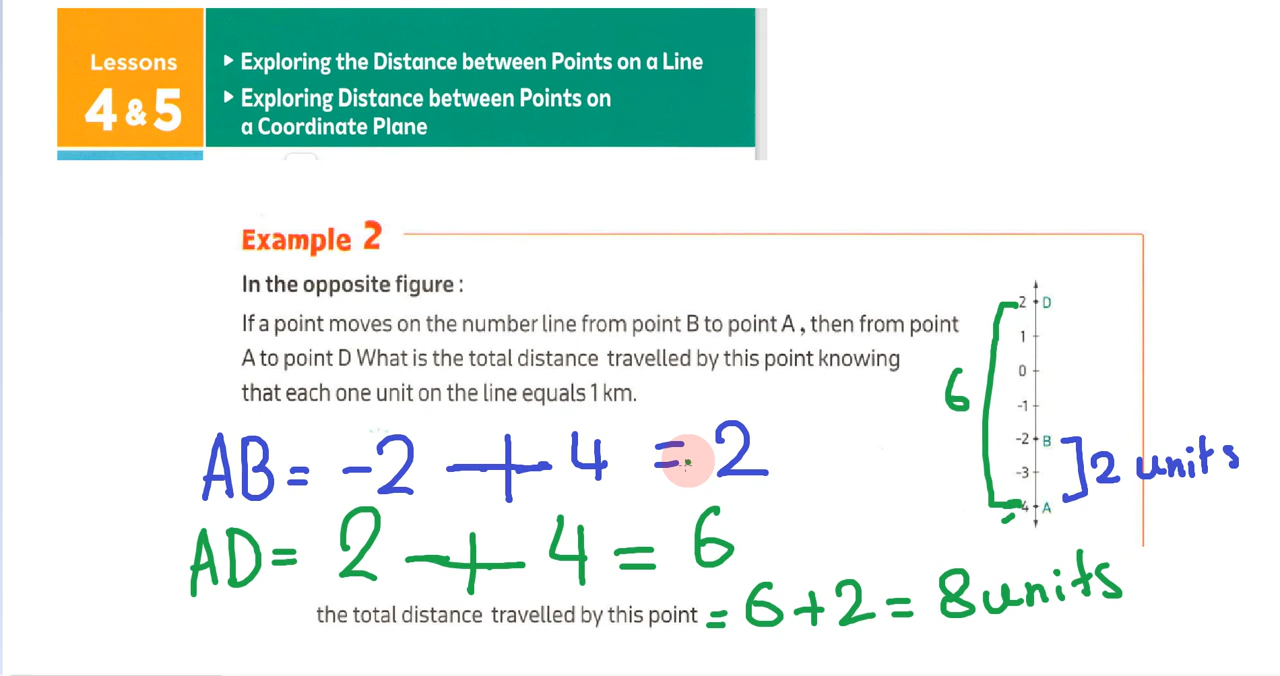 Lessons
4 & 5
▸ Exploring the Distance between Points on a Line
▸ Exploring Distance between Points on
a Coordinate Plane
Example 2
In the opposite figure :
If a point moves on the number line from point B to point A , then from point
A to point D What is the total distance travelled by this point knowing
that each one unit on the line equals 1 km.
2 D
1
0
-1
-2 B
-3
-4 A
6
2 units
AB = -2 + 4 = 2
AD = 2 + 4 = 6
the total distance travelled by this point = 6 + 2 = 8 units